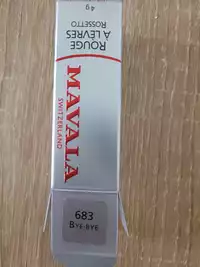 4 g
ROUGE
À LÈVRES
ROSSETTO
MAVALA
SWITZERLAND
683
BYE-BYE